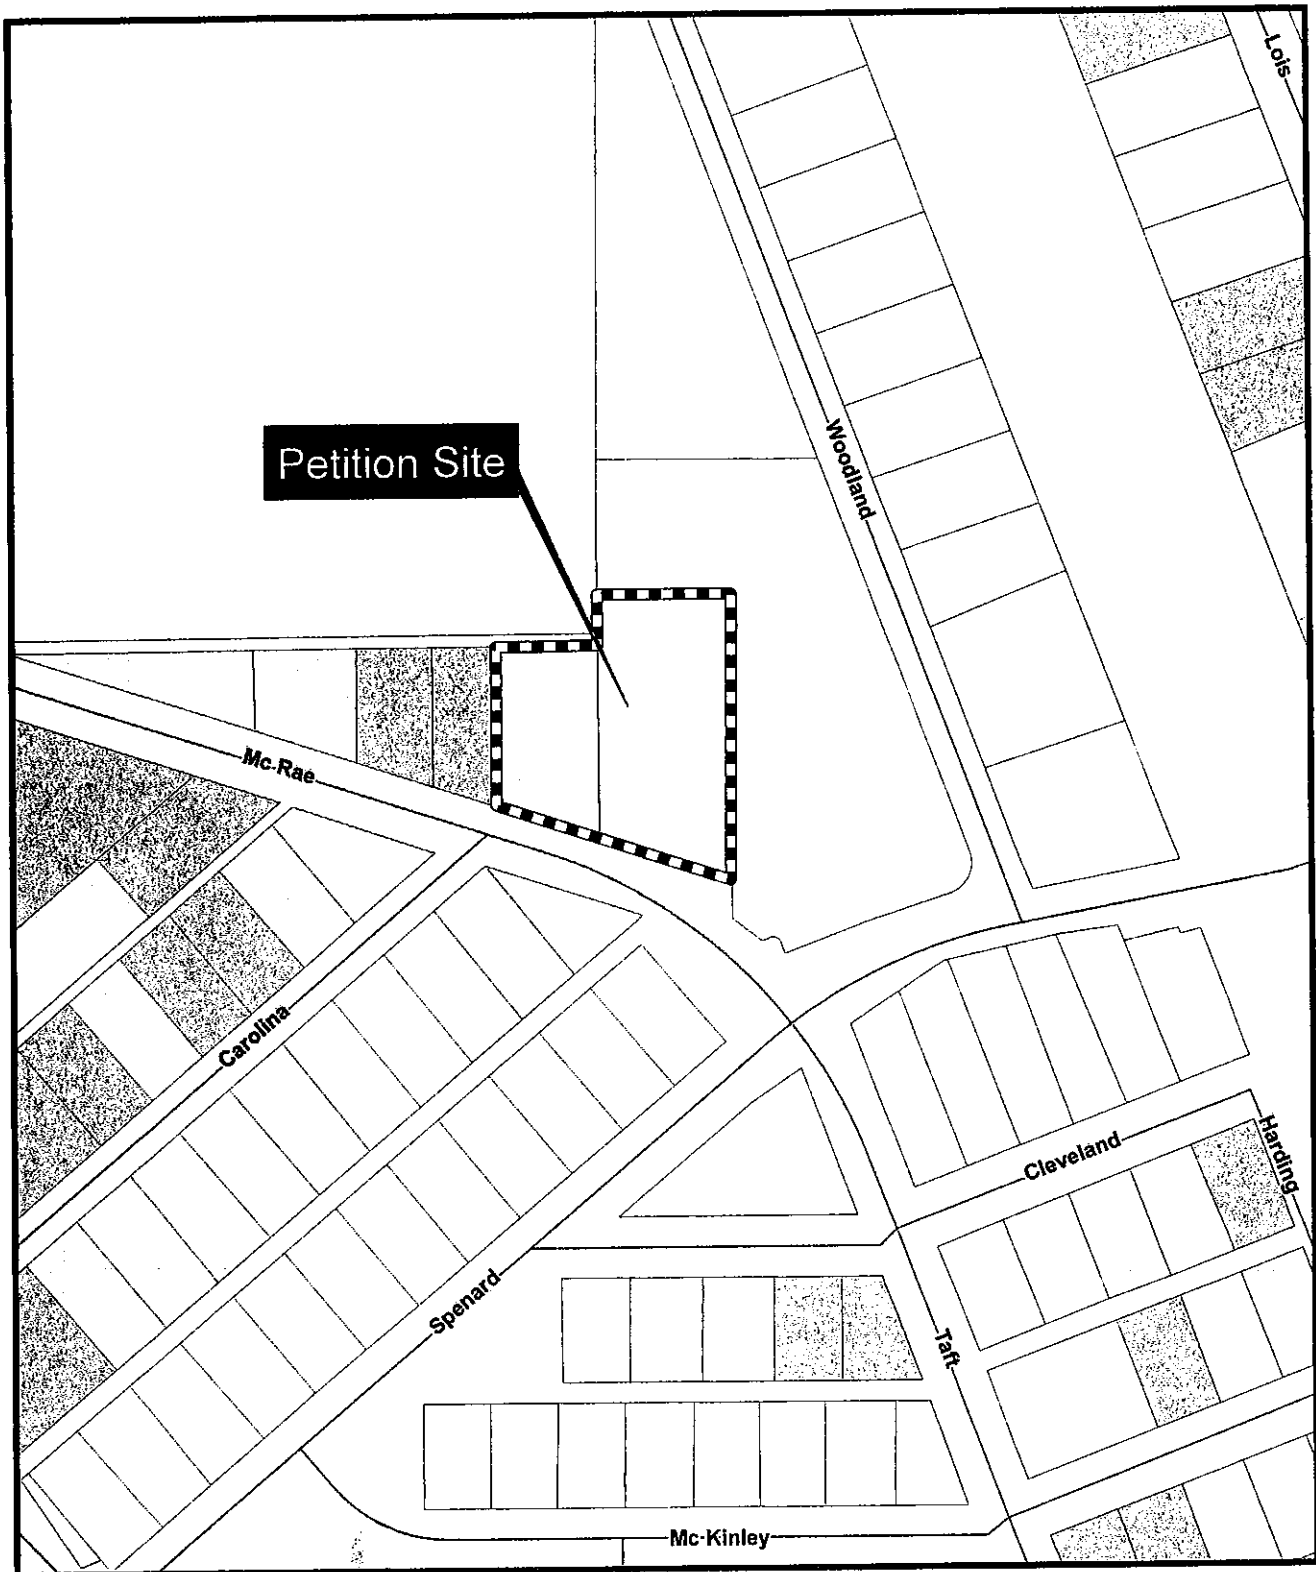 Lois
Woodland
Petition Site
Mc Rae
Carolina
Harding
Cleveland
Spenard
Taft
Mc Kinley